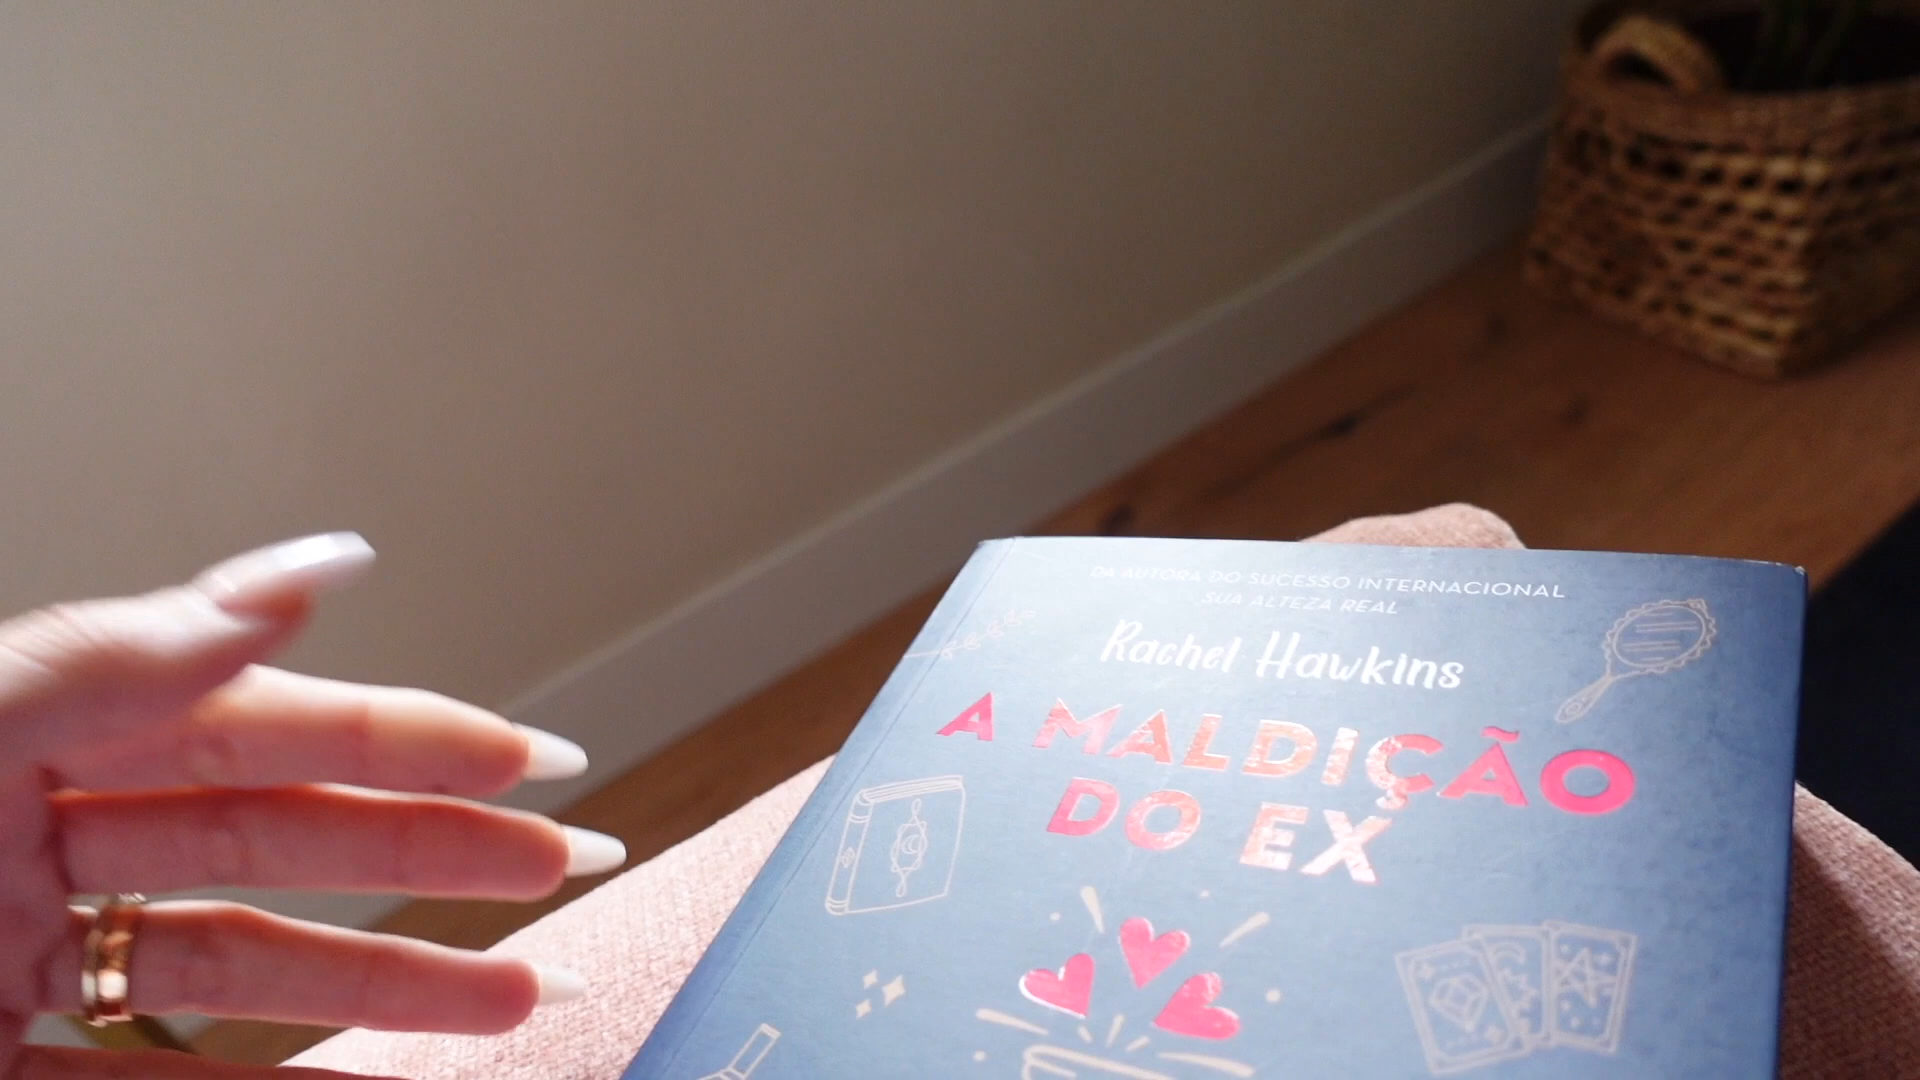 DA AUTORA DO SUCESSO INTERNACIONAL
SUA ALTEZA REAL
Rachel Hawkins
A MALDIÇÃO
DO EX